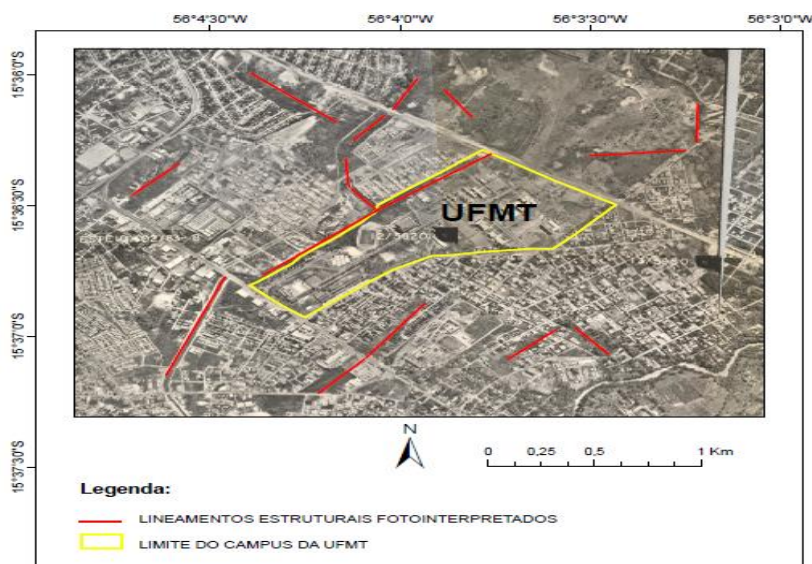 56°4'30"W 56°4'0"W 56°3'30"W 56°3'0"W
15°36'0"S
15°36'30"S
15°37'0"S
15°37'30"S
UFMT
N
0 0,25 0,5 1 Km
Legenda:
LINEAMENTOS ESTRUTURAIS FOTOINTERPRETADOS
LIMITE DO CAMPUS DA UFMT